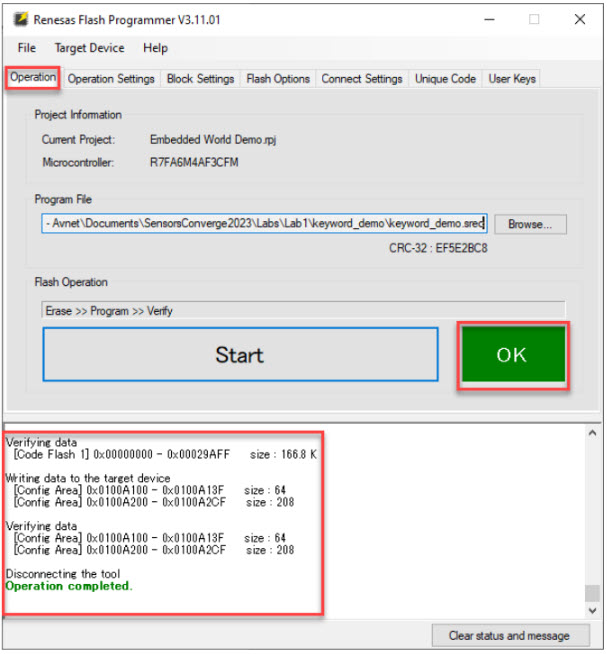 Renesas Flash Programmer V3.11.01
File Target Device Help
Operation Operation Settings Block Settings Flash Options Connect Settings Unique Code User Keys
Project Information
Current Project: Embedded World Demo.rpj
Microcontroller: R7FA6M4AF3CFM
Program File
- Avnet\Documents\SensorsConverge2023\Labs\Lab1\keyword_demo\keyword_demo.srec
Browse...
CRC-32 : EF5E2BC8
Flash Operation
Erase >> Program >> Verify
Start
OK
Verifying data
[Code Flash 1] 0x00000000 - 0x00029AFF size : 166.8 K
Writing data to the target device
[Config Area] 0x0100A100 - 0x0100A13F size : 64
[Config Area] 0x0100A200 - 0x0100A2CF size : 208
Verifying data
[Config Area] 0x0100A100 - 0x0100A13F size : 64
[Config Area] 0x0100A200 - 0x0100A2CF size : 208
Disconnecting the tool
Operation completed.
Clear status and message